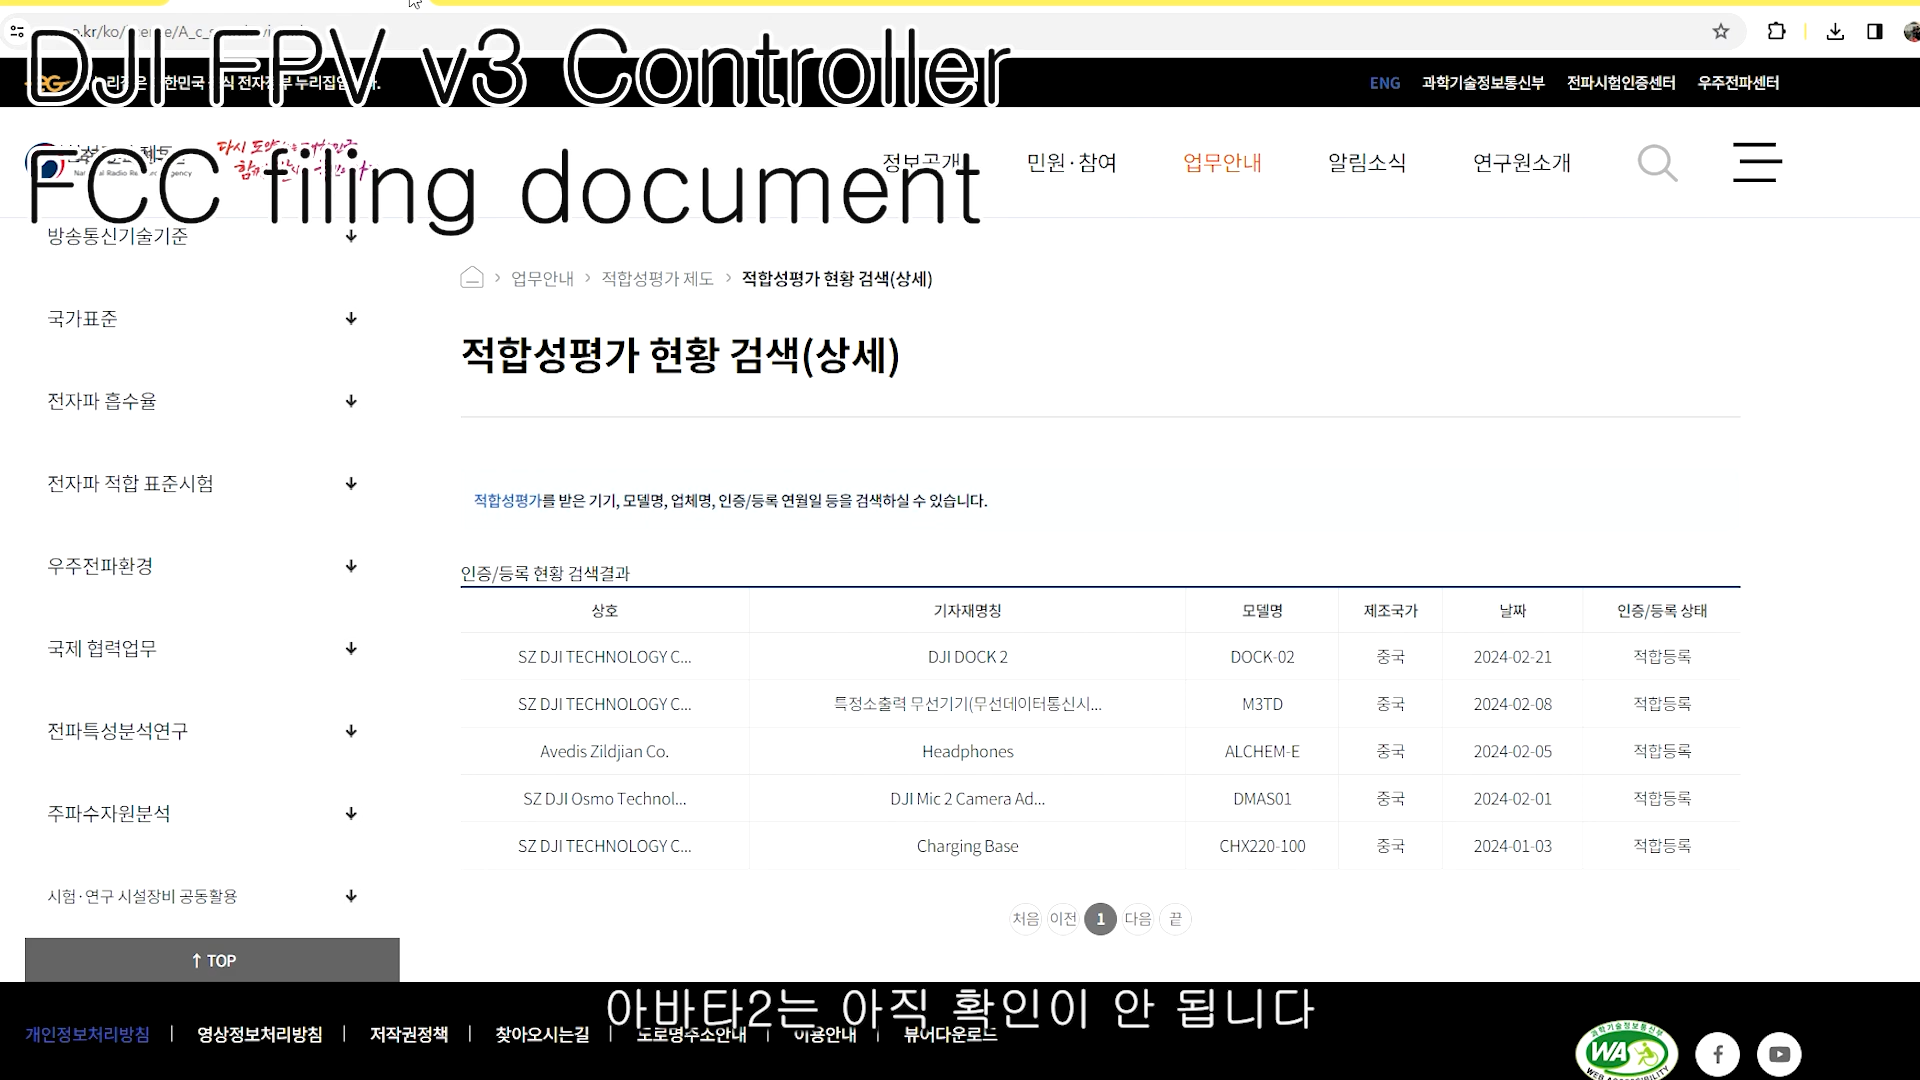 DJI FPV v3 Controller
FCC filing document
ENG 과학기술정보통신부 전파시험인증센터 우주전파센터
정보공개 민원·참여 업무안내 알림소식 연구원소개
방송통신기술기준
국가표준
전자파 흡수율
전자파 적합 표준시험
우주전파환경
국제 협력업무
전파특성분석연구
주파수자원분석
시험·연구 시설장비 공동활용
↑ TOP
업무안내 > 적합성평가 제도 > 적합성평가 현황 검색(상세)
적합성평가 현황 검색(상세)
적합성평가를 받은 기기, 모델명, 업체명, 인증/등록 연월일 등을 검색하실 수 있습니다.
인증/등록 현황 검색결과
상호 기자재명칭 모델명 제조국가 날짜 인증/등록 상태
SZ DJI TECHNOLOGY C... DJI DOCK 2 DOCK-02 중국 2024-02-21 적합등록
SZ DJI TECHNOLOGY C... 특정소출력 무선기기(무선데이터통신시... M3TD 중국 2024-02-08 적합등록
Avedis Zildjian Co. Headphones ALCHEM-E 중국 2024-02-05 적합등록
SZ DJI Osmo Technol... DJI Mic 2 Camera Ad... DMAS01 중국 2024-02-01 적합등록
SZ DJI TECHNOLOGY C... Charging Base CHX220-100 중국 2024-01-03 적합등록
처음 이전 1 다음 끝
아바타2는 아직 확인이 안 됩니다
개인정보처리방침 | 영상정보처리방침 | 저작권정책 | 찾아오시는길 | 도로명주소안내 | 이용안내 | 뷰어다운로드
WA